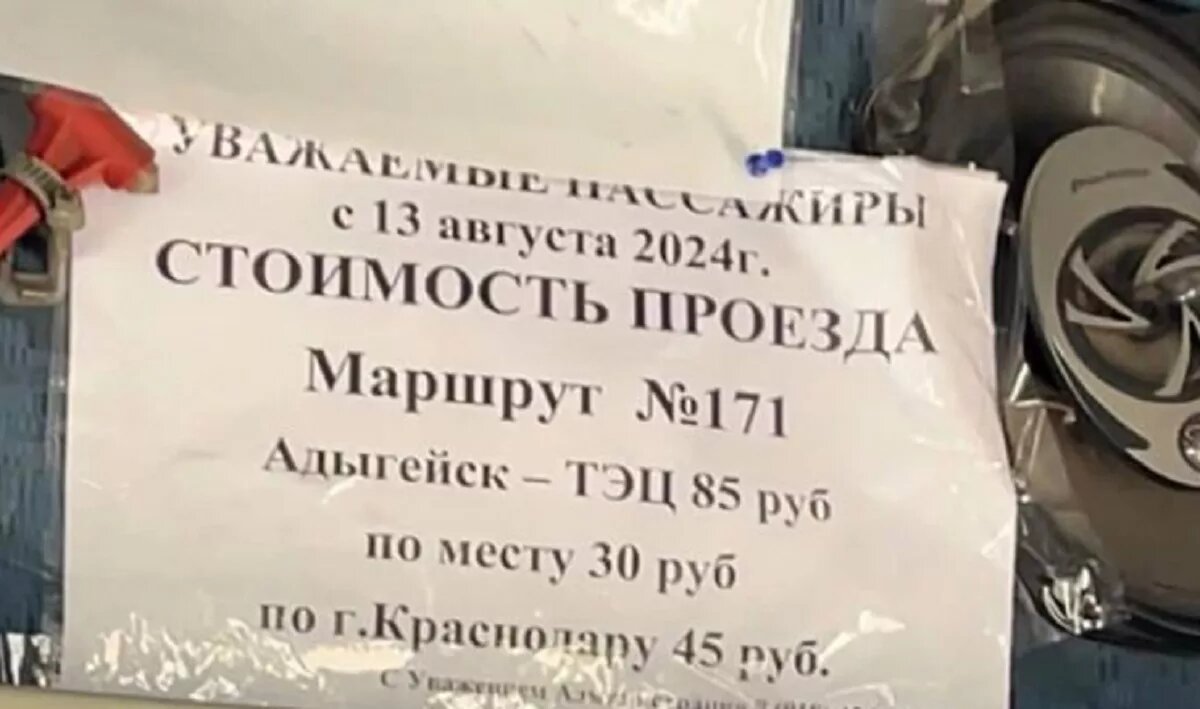 УВАЖАЕМЫЕ ПАССАЖИРЫ
с 13 августа 2024г.
СТОИМОСТЬ ПРОЕЗДА
Маршрут №171
Адыгейск – ТЭЦ 85 руб
по месту 30 руб
по г.Краснодару 45 руб.
С Уважением